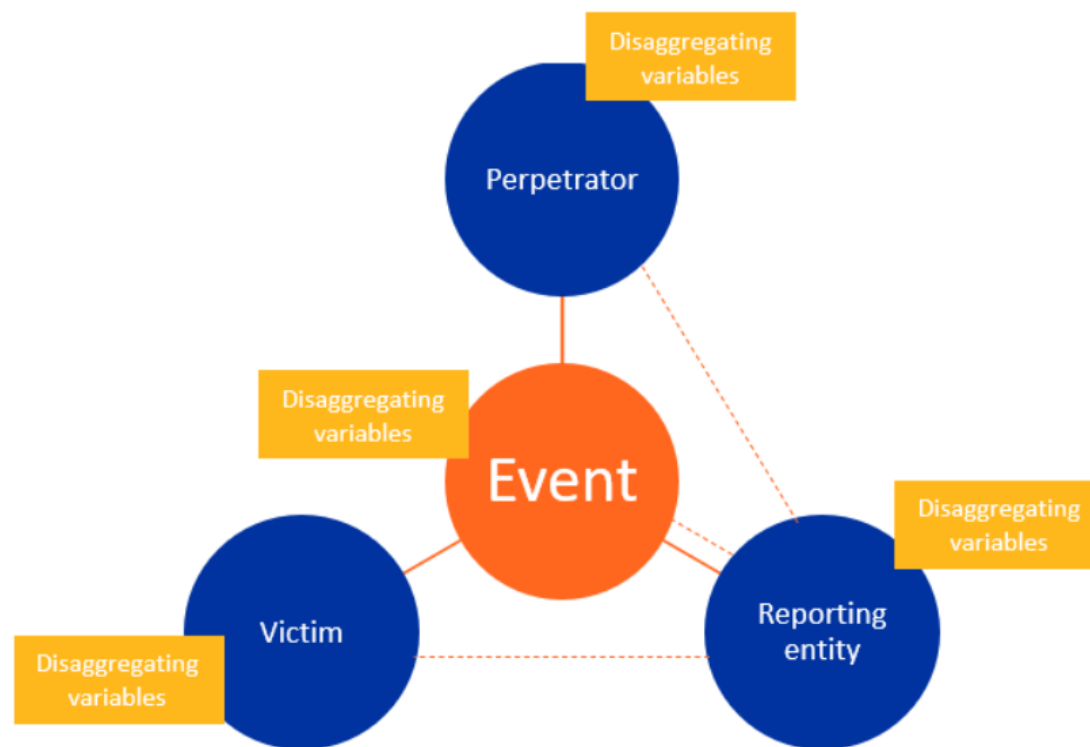 Disaggregating
variables
Perpetrator
Disaggregating
variables
Event
Disaggregating
variables
Reporting
entity
Victim
Disaggregating
variables